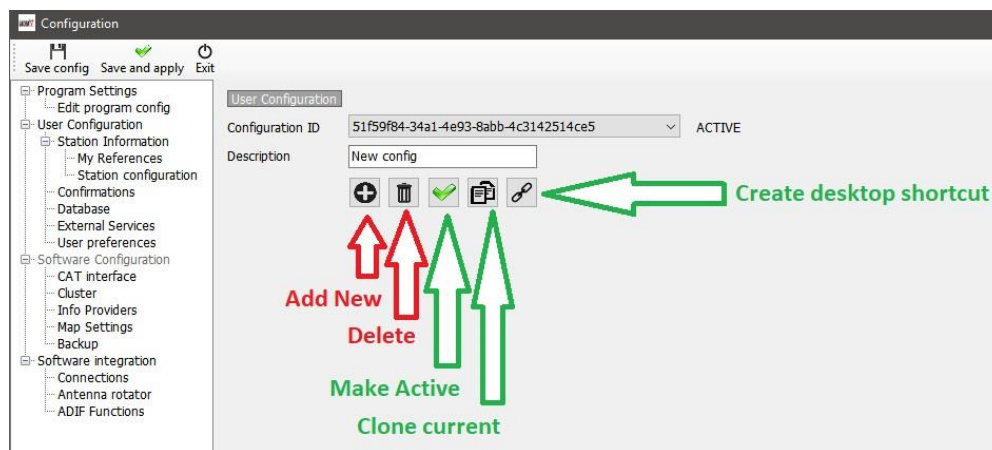 Configuration
Save config Save and apply Exit
Program Settings
Edit program config
User Configuration
Station Information
My References
Station configuration
Confirmations
Database
External Services
User preferences
Software Configuration
CAT interface
Cluster
Info Providers
Map Settings
Backup
Software integration
Connections
Antenna rotator
ADIF Functions
User Configuration
Configuration ID 51f59f84-34a1-4e93-8abb-4c3142514ce5 ACTIVE
Description New config
Create desktop shortcut
Add New
Delete
Make Active
Clone current